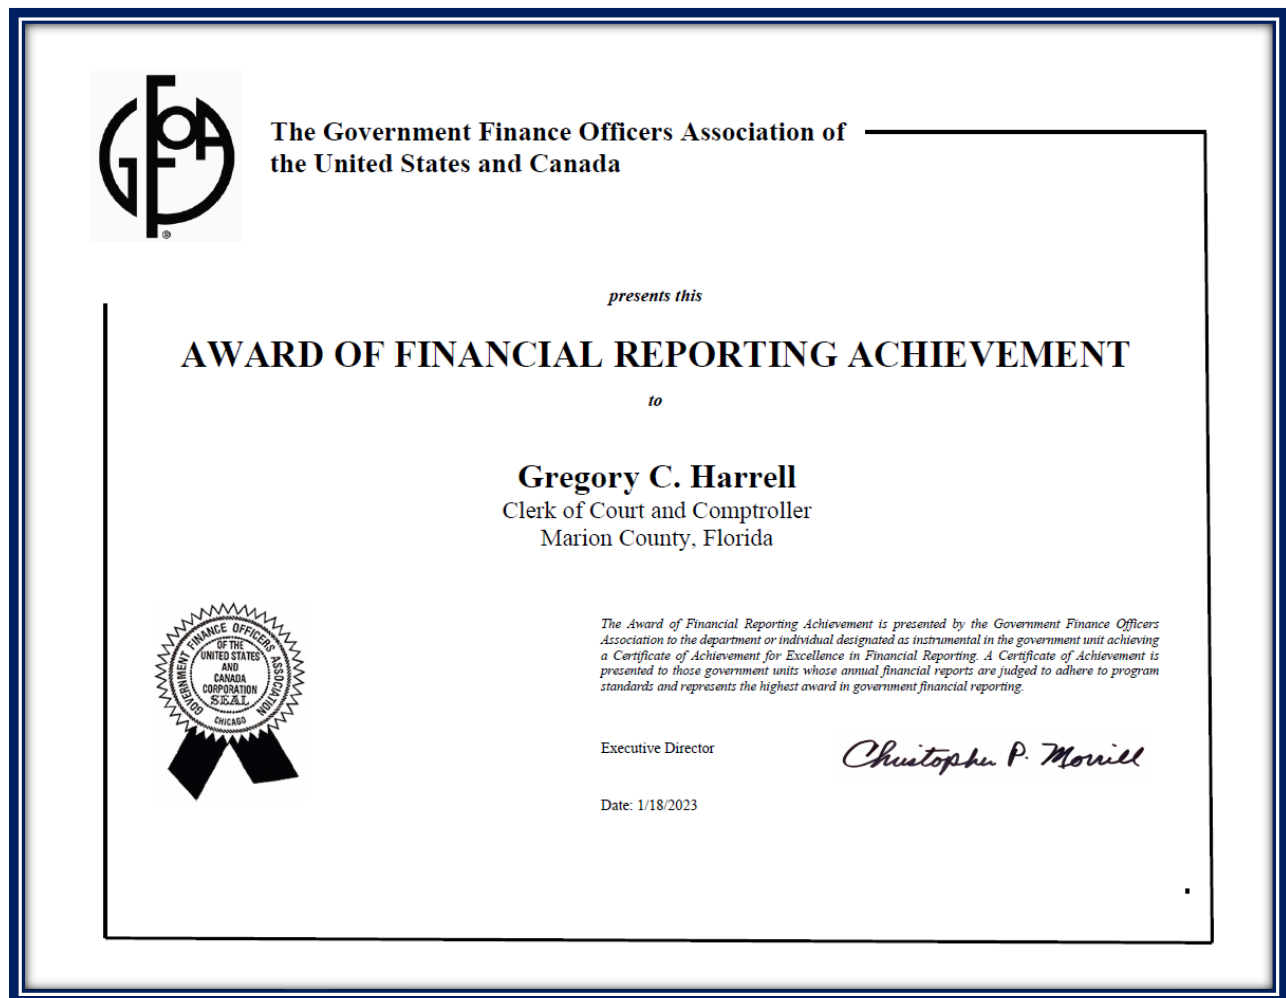 GFOA
®
The Government Finance Officers Association of
the United States and Canada
presents this
AWARD OF FINANCIAL REPORTING ACHIEVEMENT
to
Gregory C. Harrell
Clerk of Court and Comptroller
Marion County, Florida
GOVERNMENT FINANCE OFFICERS ASSOCIATION
OF THE
UNITED STATES
AND
CANADA
CORPORATION
SEAL
CHICAGO
The Award of Financial Reporting Achievement is presented by the Government Finance Officers
Association to the department or individual designated as instrumental in the government unit achieving
a Certificate of Achievement for Excellence in Financial Reporting. A Certificate of Achievement is
presented to those government units whose annual financial reports are judged to adhere to program
standards and represents the highest award in government financial reporting.
Executive Director
Christopher P. Morrill
Date: 1/18/2023